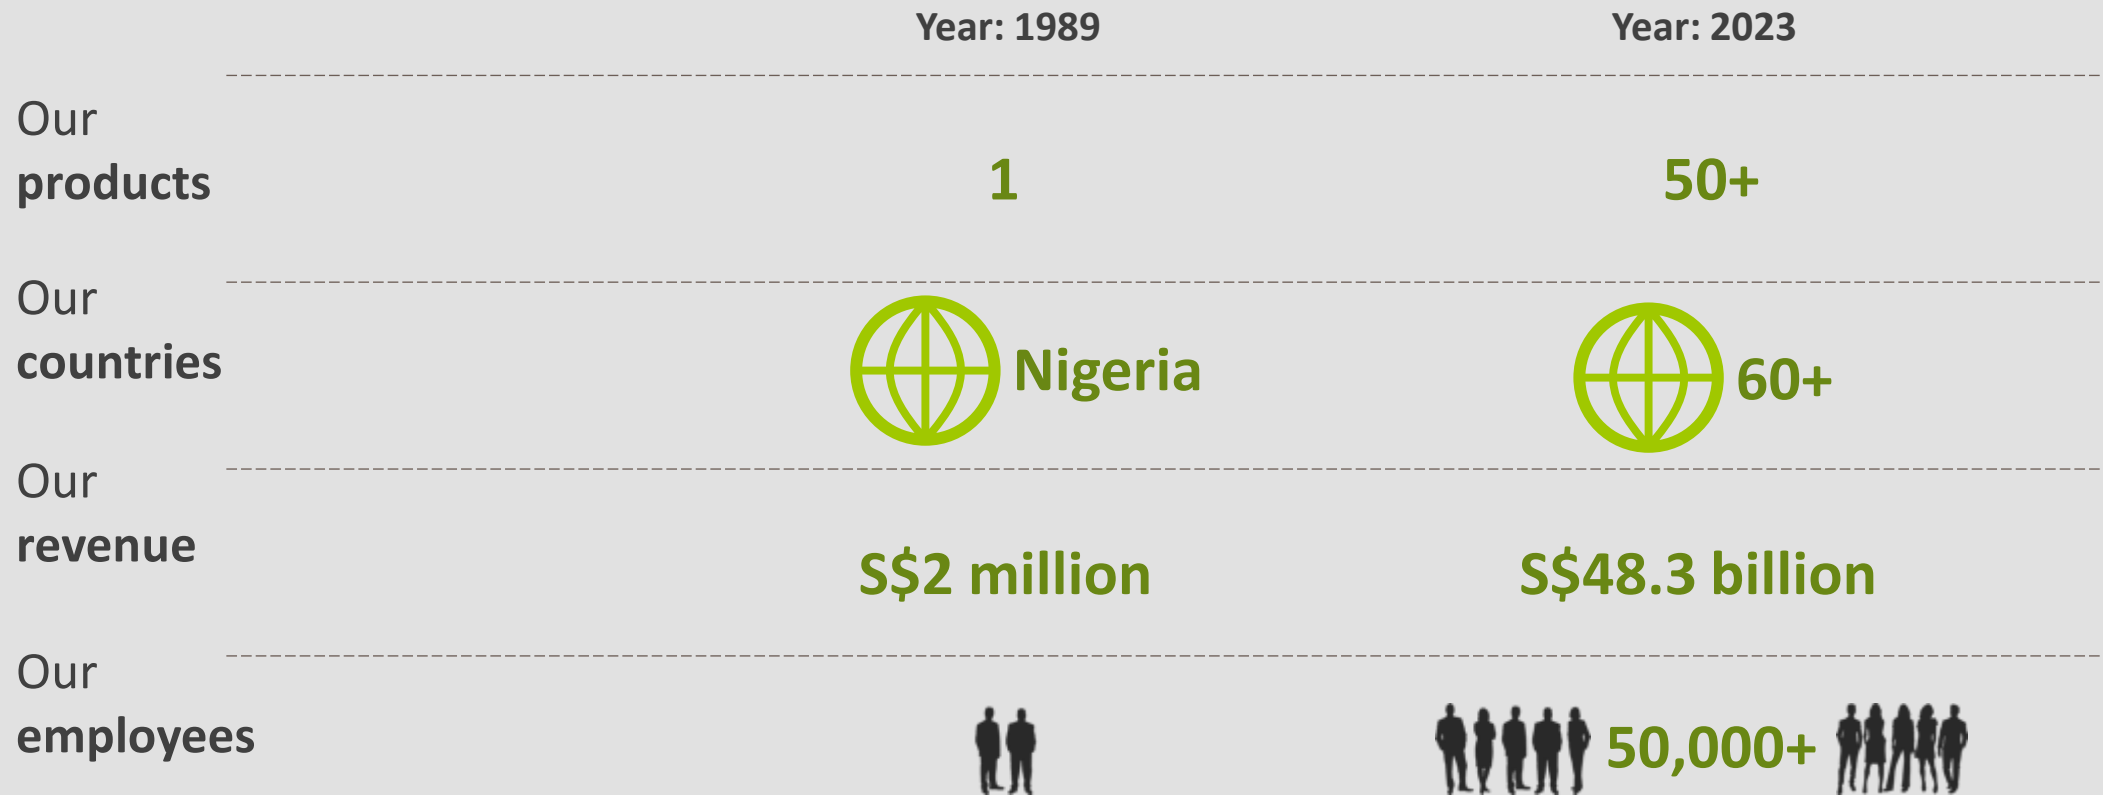 Year: 1989 Year: 2023
Our
products
1 50+
Our
countries
Nigeria 60+
Our
revenue
S$2 million S$48.3 billion
Our
employees
50,000+